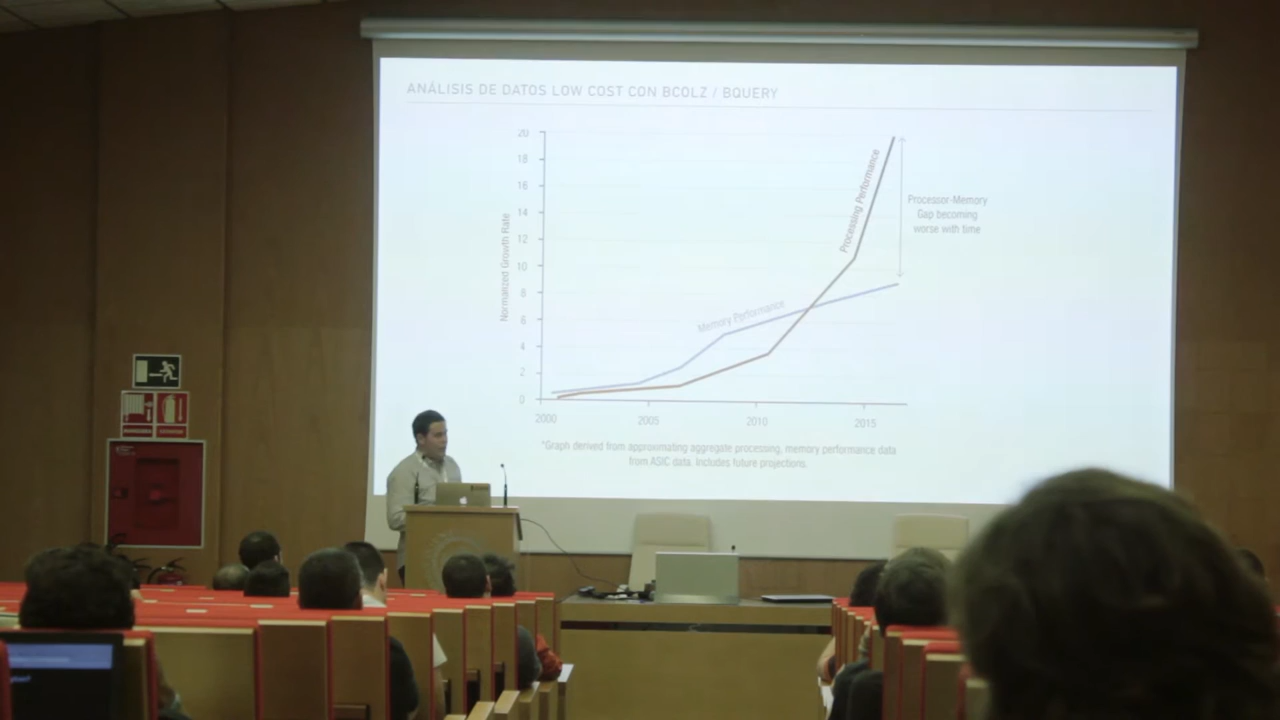 ANÁLISIS DE DATOS LOW COST CON BCOLZ / BQUERY
20
18
16
14
12
10
8
6
4
2
0
Normalized Growth Rate
Memory Performance
Processing Performance
Processor-Memory
Gap becoming
worse with time
2000 2005 2010 2015
*Graph derived from approximating aggregate processing, memory performance data
from ASIC data. Includes future projections.